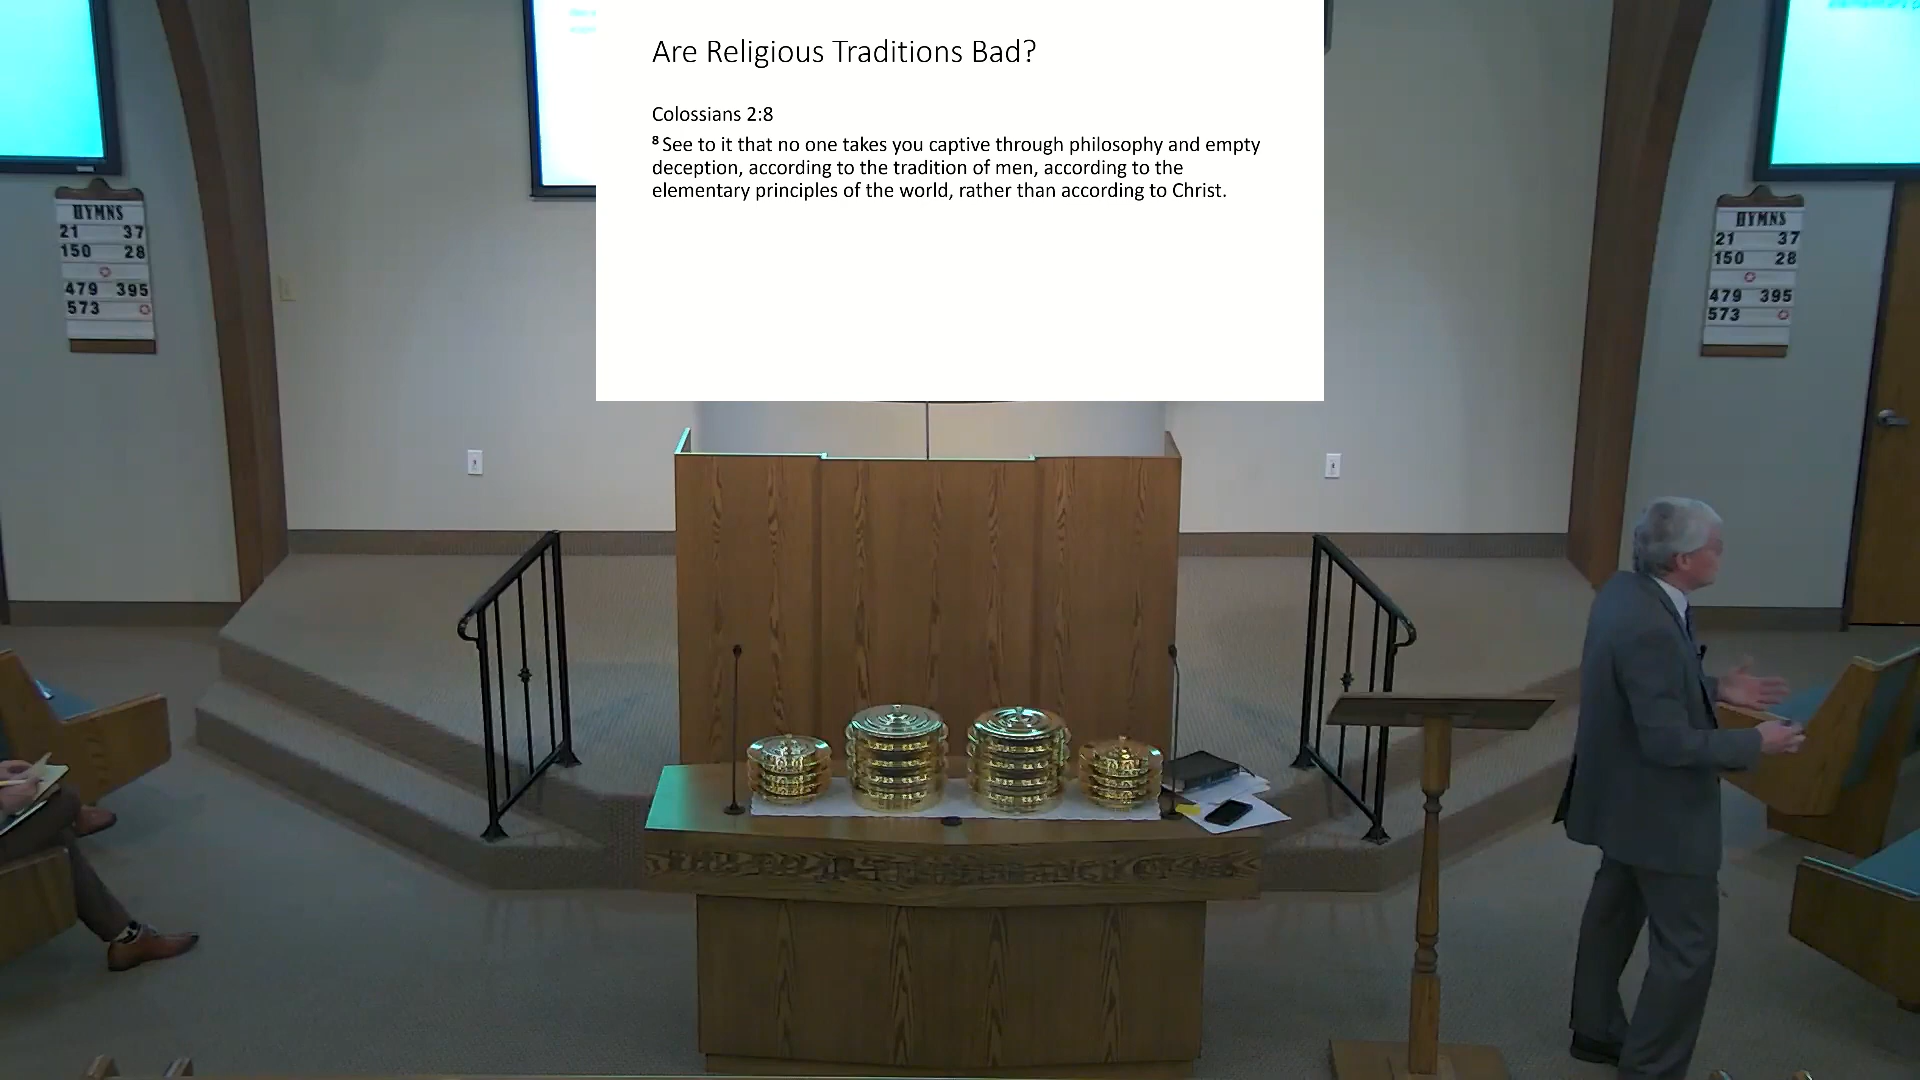 Are Religious Traditions Bad?
Colossians 2:8
8 See to it that no one takes you captive through philosophy and empty
deception, according to the tradition of men, according to the
elementary principles of the world, rather than according to Christ.
HYMNS
21 37
150 28
479 395
573
HYMNS
21 37
150 28
479 395
573